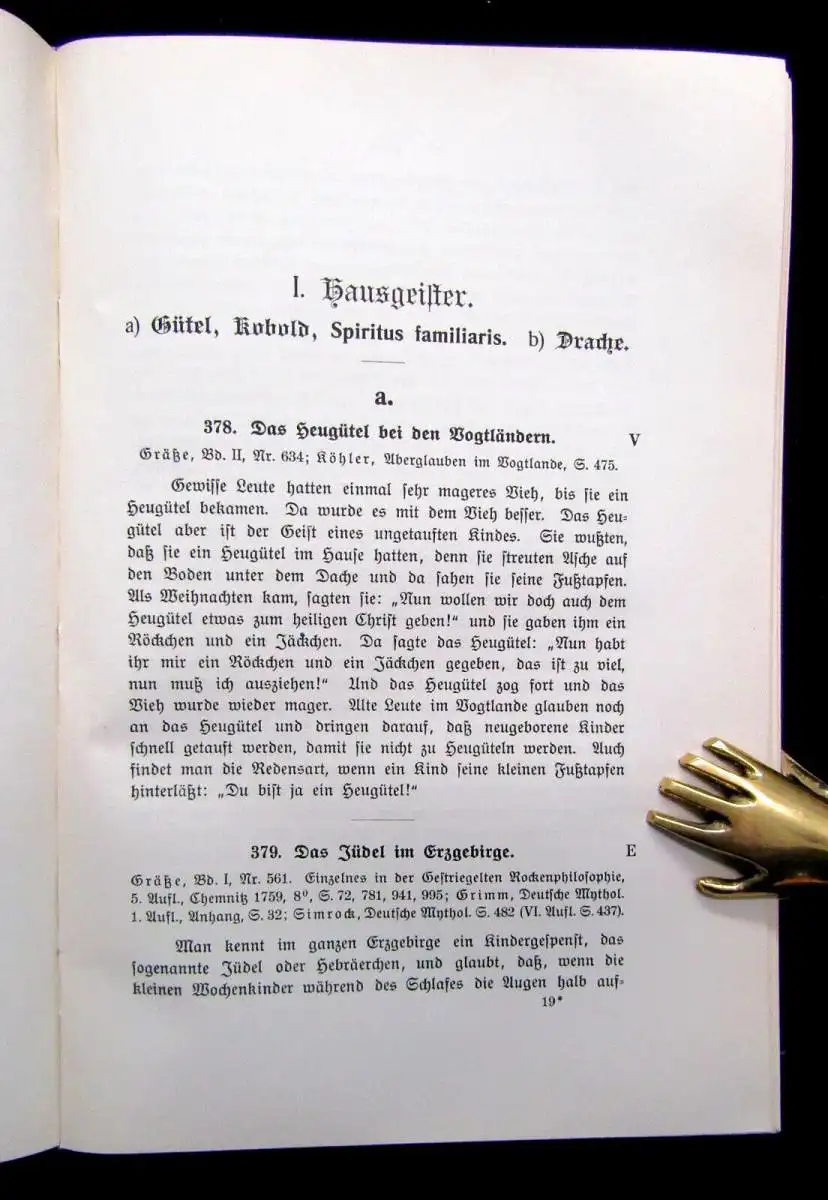 I. Hausgeiſter.
a) Gütel, Kobold, Spiritus familiaris. b) Drache.
a.
378. Das Heugütel bei den Vogtländern. V
Gräße, Bd. II, Nr. 634; Köhler, Aberglauben im Vogtlande, S. 475.
Gewiſſe Leute hatten einmal ſehr mageres Vieh, bis ſie ein
Heugütel bekamen. Da wurde es mit dem Vieh beſſer. Das Heu-
gütel aber iſt der Geiſt eines ungetauften Kindes. Sie wußten,
daß ſie ein Heugütel im Hauſe hatten, denn ſie ſtreuten Aſche auf
den Boden unter dem Dache und da ſahen ſie ſeine Fußtapfen.
Als Weihnachten kam, ſagten ſie: „Nun wollen wir doch auch dem
Heugütel etwas zum heiligen Chriſt geben!“ und ſie gaben ihm ein
Röckchen und ein Jäckchen. Da ſagte das Heugütel: „Nun habt
ihr mir ein Röckchen und ein Jäckchen gegeben, das iſt zu viel,
nun muß ich ausziehen!“ Und das Heugütel zog fort und das
Vieh wurde wieder mager. Alte Leute im Vogtlande glauben noch
an das Heugütel und dringen darauf, daß neugeborene Kinder
ſchnell getauft werden, damit ſie nicht zu Heugüteln werden. Auch
findet man die Redensart, wenn ein Kind ſeine kleinen Fußtapfen
hinterläßt: „Du biſt ja ein Heugütel!“
379. Das Jüdel im Erzgebirge. E
Gräße, Bd. I, Nr. 561. Einzelnes in der Geſtriegelten Rockenphiloſophie,
5. Aufl., Chemnitz 1759, 8⁰, S. 72, 781, 941, 995; Grimm, Deutſche Mythol.
1. Aufl., Anhang, S. 32; Simrock, Deutſche Mythol. S. 482 (VI. Aufl. S. 437).
Man kennt im ganzen Erzgebirge ein Kindergeſpenſt, das
ſogenannte Jüdel oder Hebräerchen, und glaubt, daß, wenn die
kleinen Wochenkinder während des Schlafes die Augen halb auf-
19*